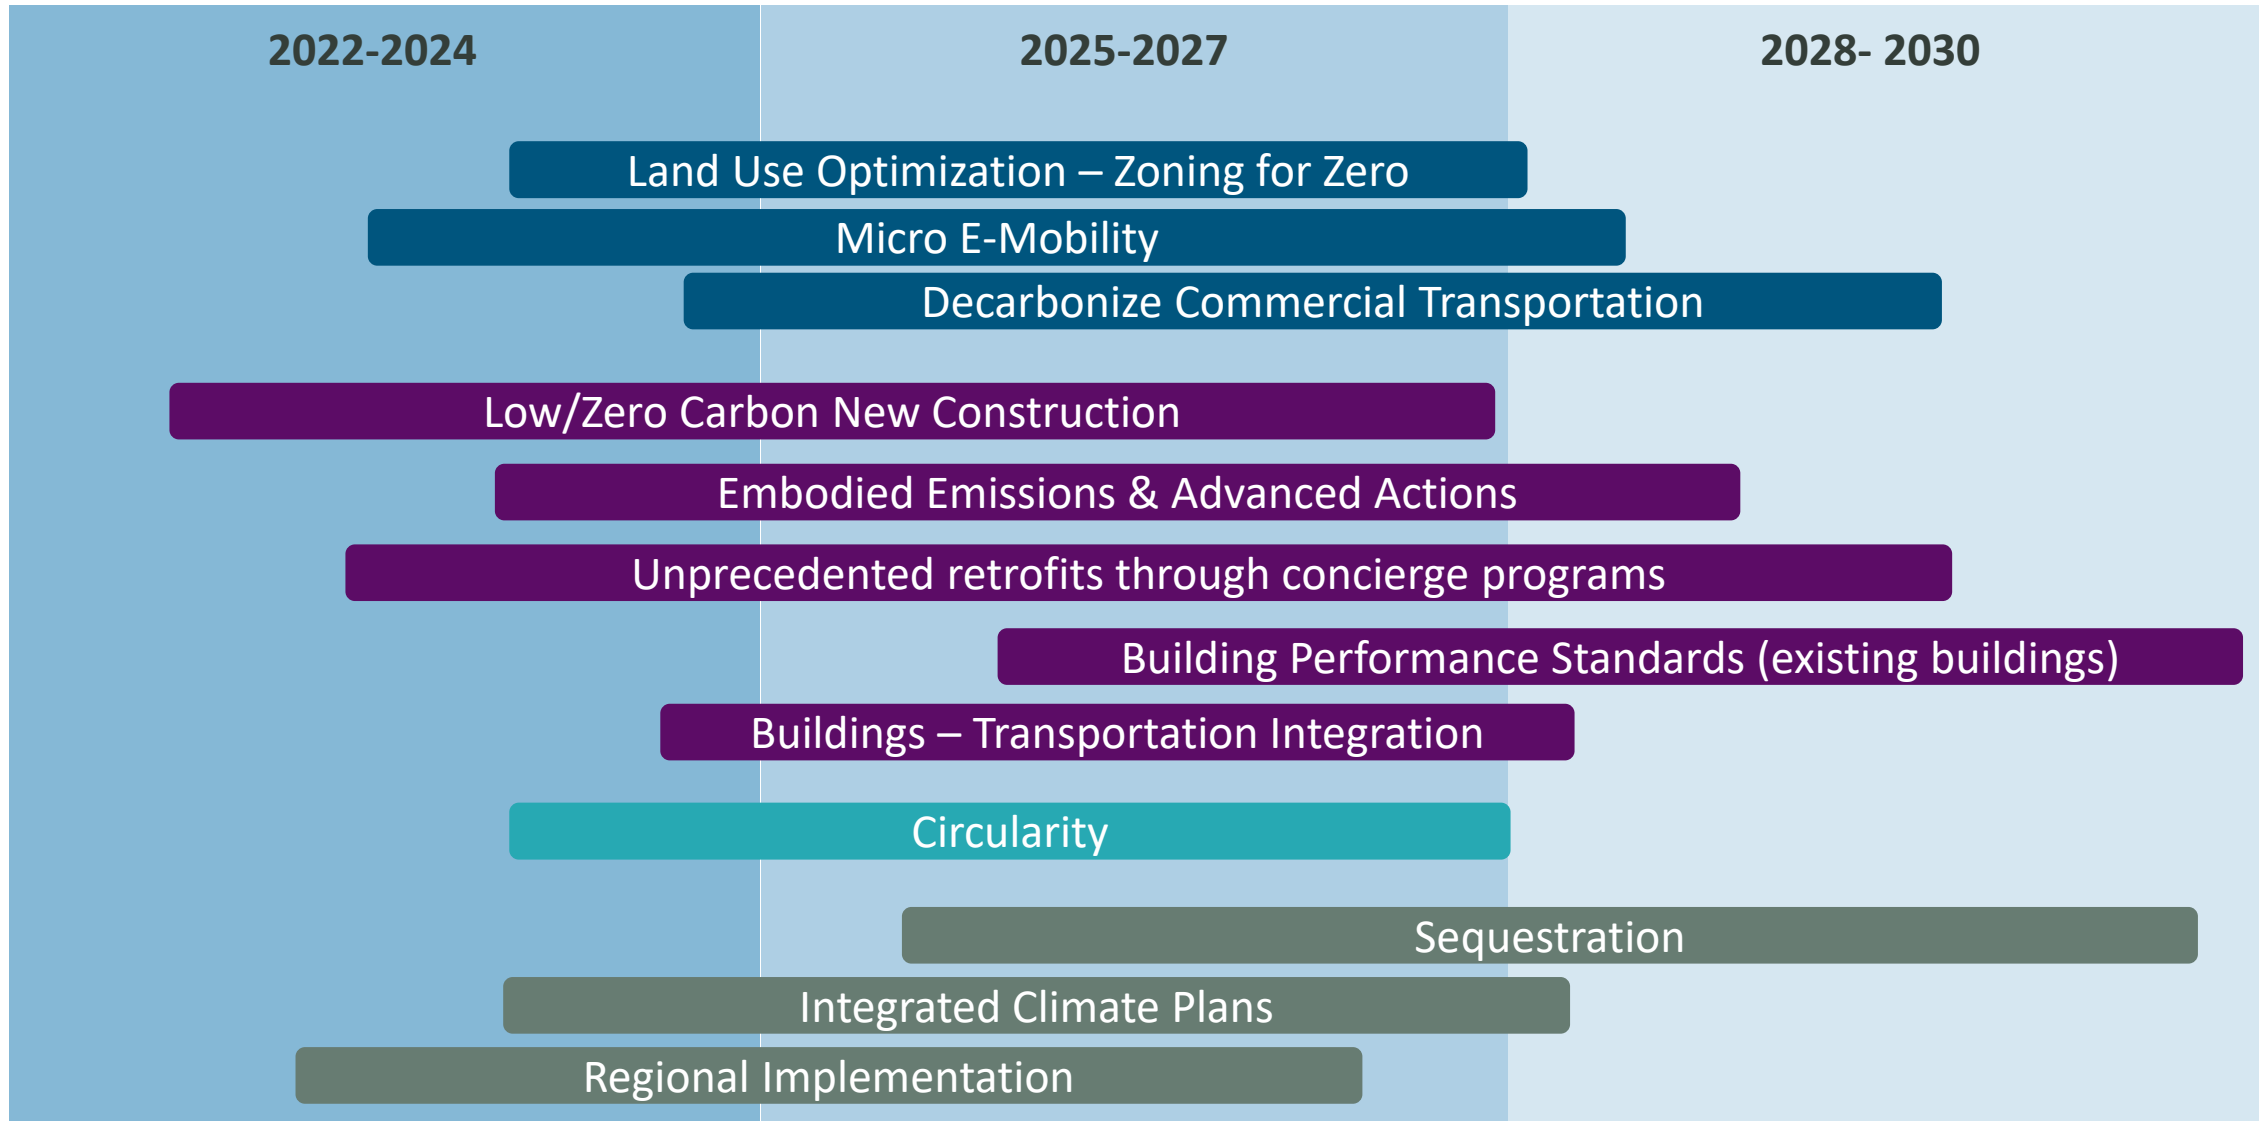 2022-2024
2025-2027
2028- 2030
Land Use Optimization – Zoning for Zero
Micro E-Mobility
Decarbonize Commercial Transportation
Low/Zero Carbon New Construction
Embodied Emissions & Advanced Actions
Unprecedented retrofits through concierge programs
Building Performance Standards (existing buildings)
Buildings – Transportation Integration
Circularity
Sequestration
Integrated Climate Plans
Regional Implementation